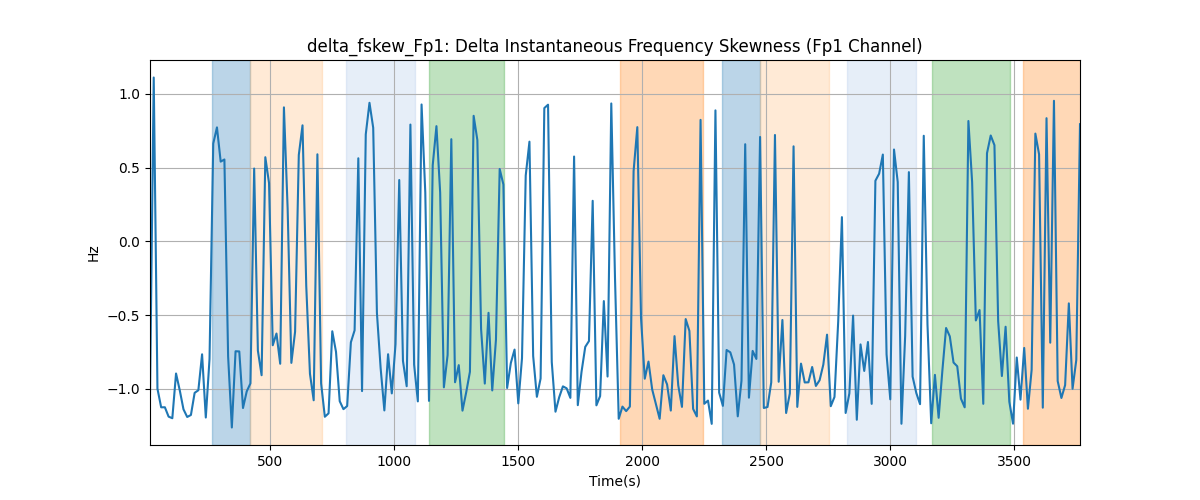 delta_fskew_Fp1: Delta Instantaneous Frequency Skewness (Fp1 Channel)
1.0
0.5
0.0
−0.5
−1.0
Hz
500 1000 1500 2000 2500 3000 3500
Time(s)